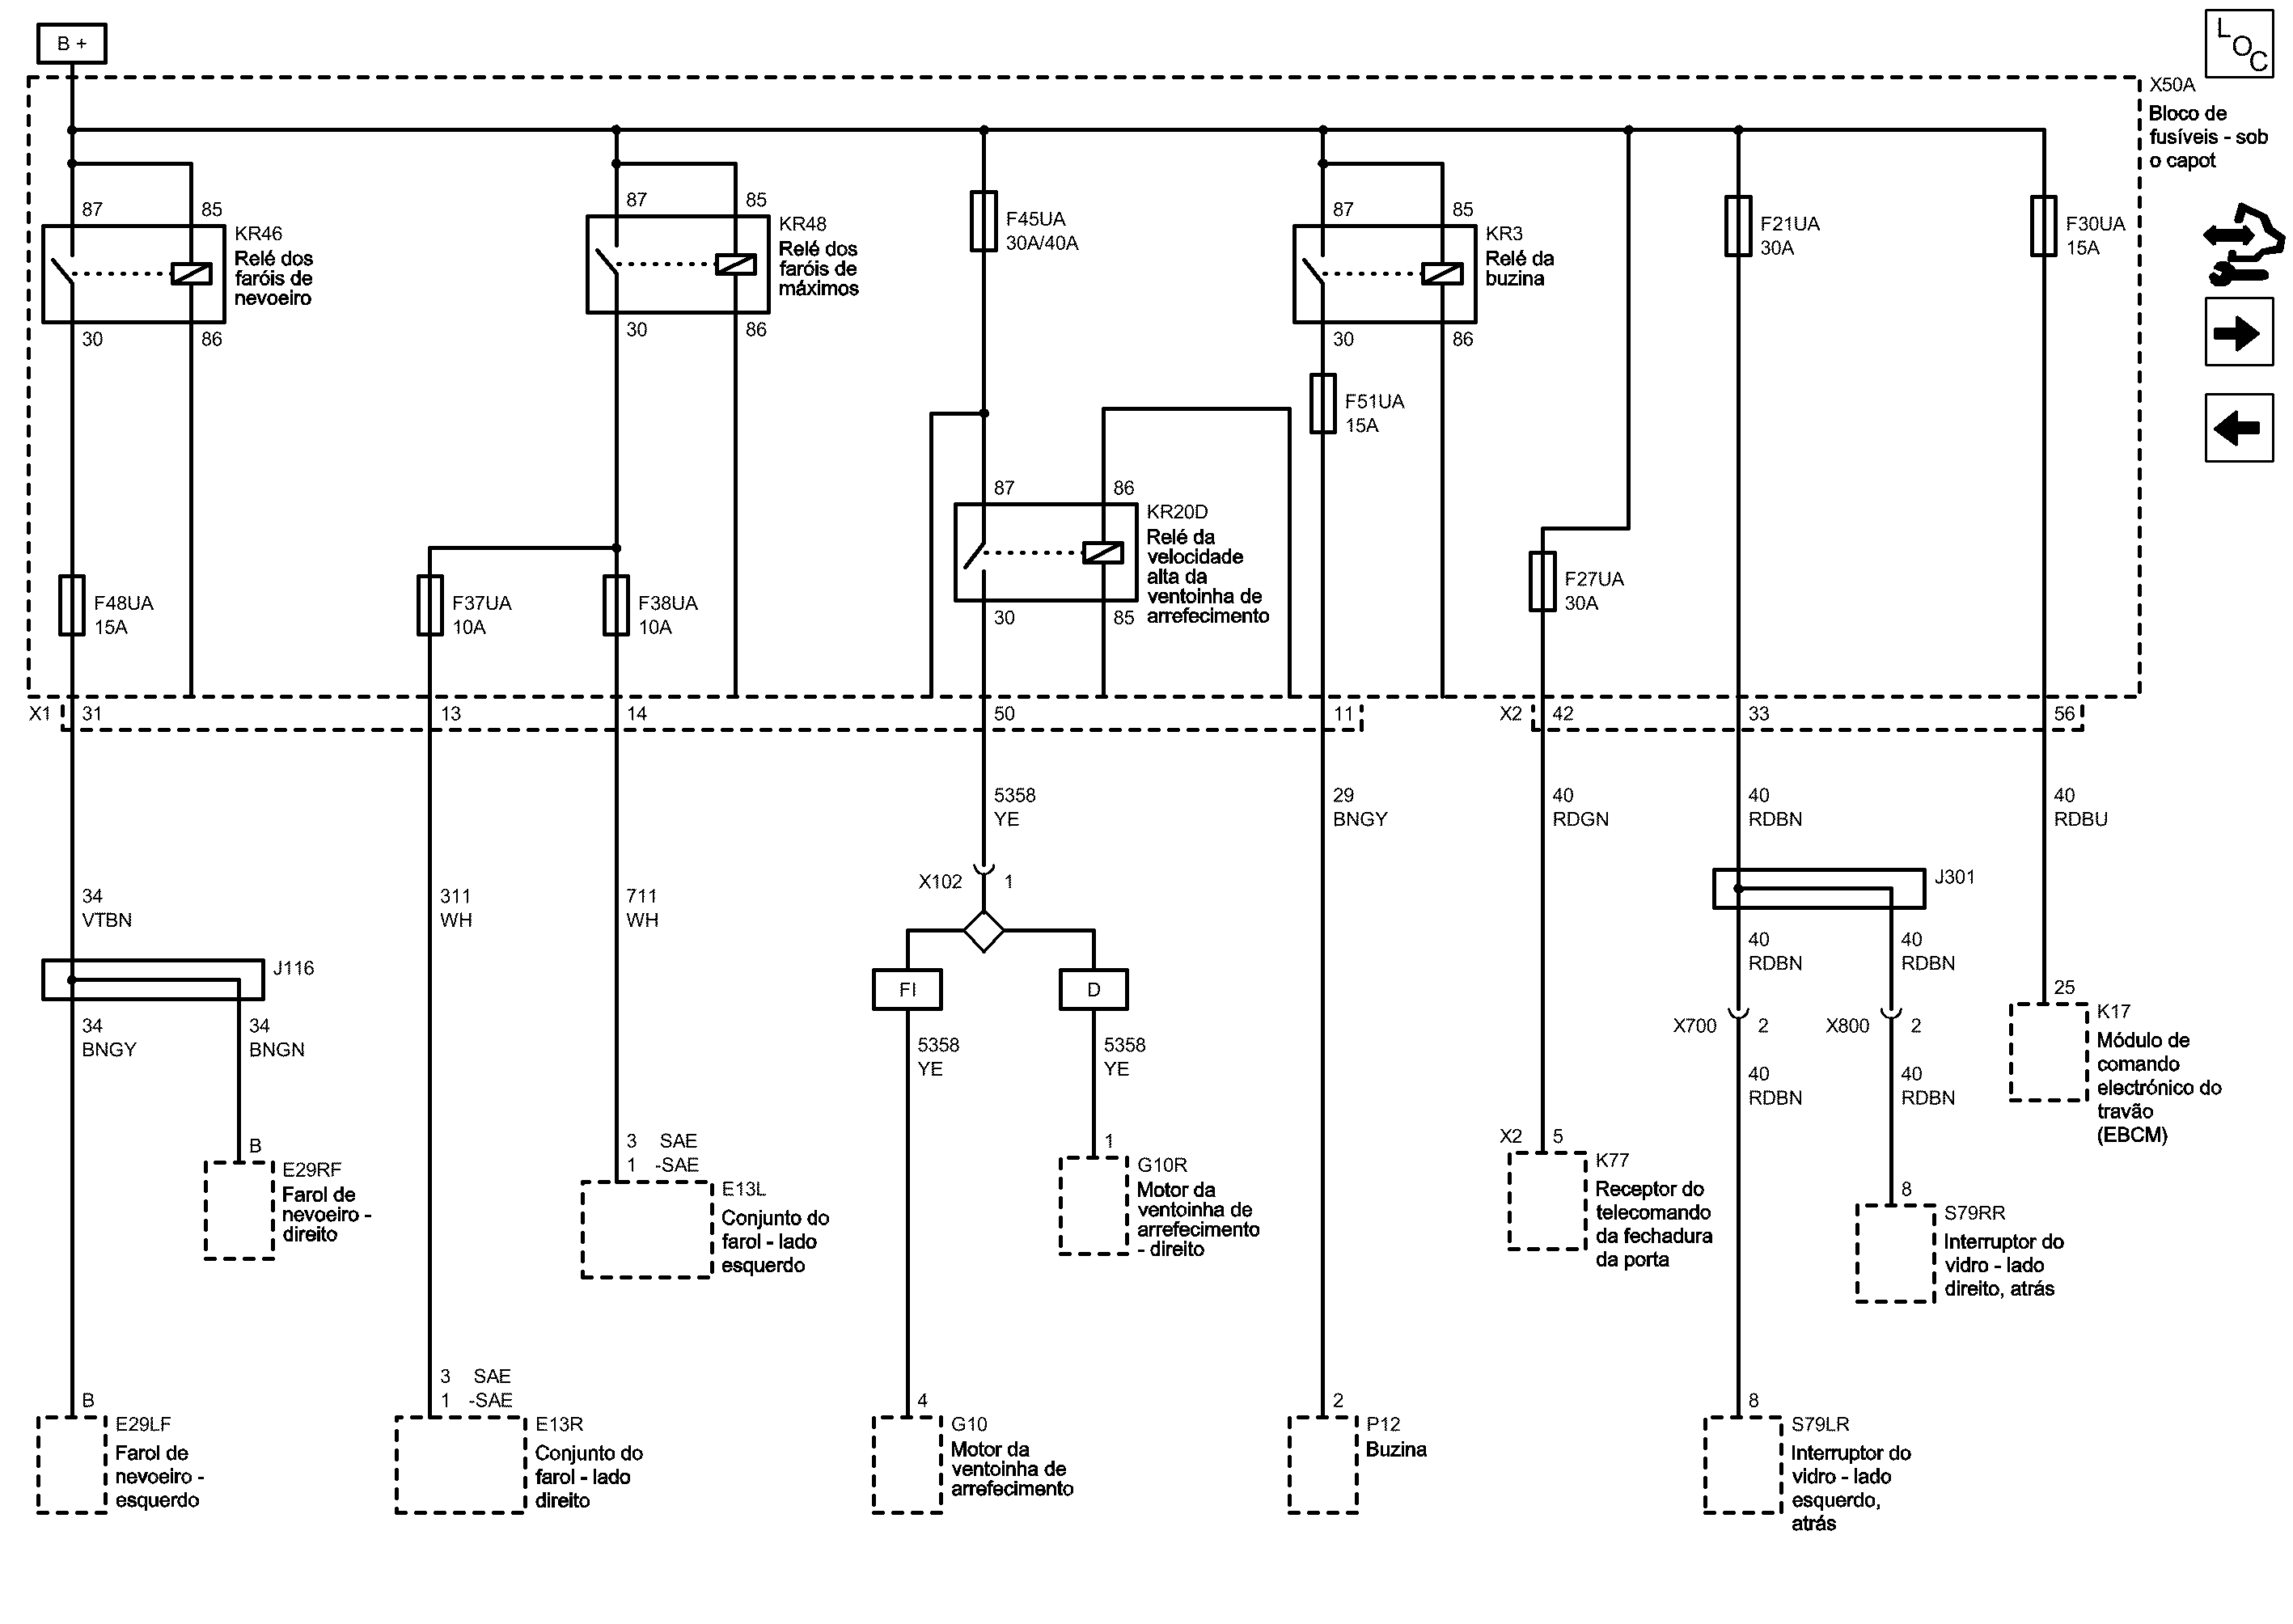 B +
L
O
C
X50A
Bloco de
fusíveis - sob
o capot
87
85
KR46
Relé dos
faróis de
nevoeiro
30
86
87
85
KR48
Relé dos
faróis de
máximos
30
86
F45UA
30A/40A
87
85
KR3
Relé da
buzina
30
86
F21UA
30A
F30UA
15A
F51UA
15A
87
86
KR20D
Relé da
velocidade
alta da
ventoinha de
arrefecimento
30
85
F48UA
15A
F37UA
10A
F38UA
10A
F27UA
30A
X1
31
13
14
50
11
X2
42
33
56
5358
YE
29
BNGY
40
RDGN
40
RDBN
40
RDBU
34
VTBN
311
WH
711
WH
X102
1
J301
J116
FI
D
40
RDBN
40
RDBN
34
BNGY
34
BNGN
5358
YE
5358
YE
X700
2
X800
2
25
K17
Módulo de
comando
electrónico do
travão
(EBCM)
40
RDBN
40
RDBN
B
E29RF
Farol de
nevoeiro -
direito
3 SAE
1 -SAE
E13L
Conjunto do
farol - lado
esquerdo
1
G10R
Motor da
ventoinha de
arrefecimento
- direito
X2
5
K77
Receptor do
telecomando
da fechadura
da porta
8
S79RR
Interruptor do
vidro - lado
direito, atrás
B
E29LF
Farol de
nevoeiro -
esquerdo
3 SAE
1 -SAE
E13R
Conjunto do
farol - lado
direito
4
G10
Motor da
ventoinha de
arrefecimento
2
P12
Buzina
8
S79LR
Interruptor do
vidro - lado
esquerdo,
atrás